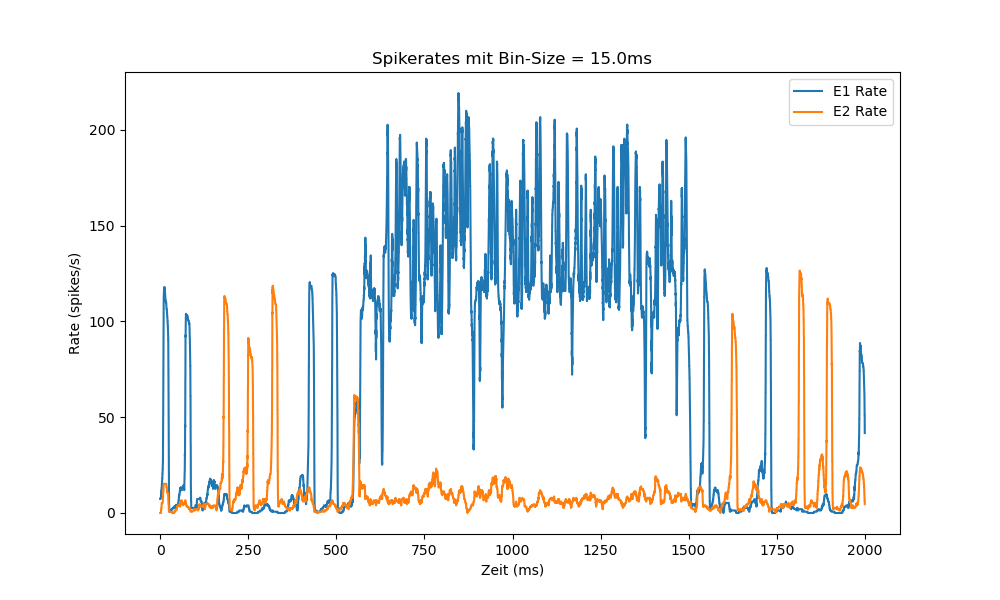 Spikerates mit Bin-Size = 15.0ms
E1 Rate
E2 Rate
Rate (spikes/s)
200
150
100
50
0
0 250 500 750 1000 1250 1500 1750 2000
Zeit (ms)